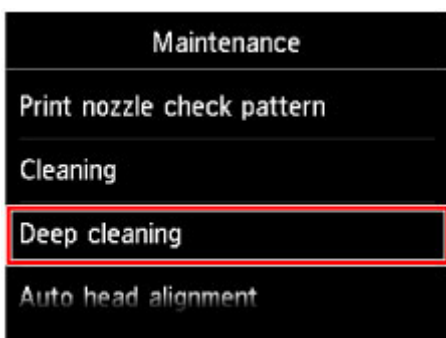 Maintenance
Print nozzle check pattern
Cleaning
Deep cleaning
Auto head alignment